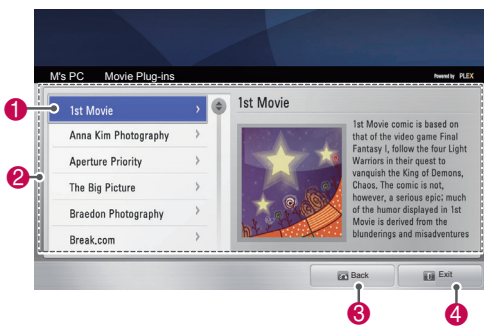 M's PC Movie Plug-ins
Powered by PLEX
1
1st Movie
Anna Kim Photography
Aperture Priority
2
The Big Picture
Braedon Photography
Break.com
1st Movie
1st Movie comic is based on
that of the video game Final
Fantasy I, follow the four Light
Warriors in their quest to
vanquish the King of Demons,
Chaos, The comic is not,
however, a serious epic; much
of the humor displayed in 1st
Movie is derived from the
blunderings and misadventures
Back
Exit
3
4